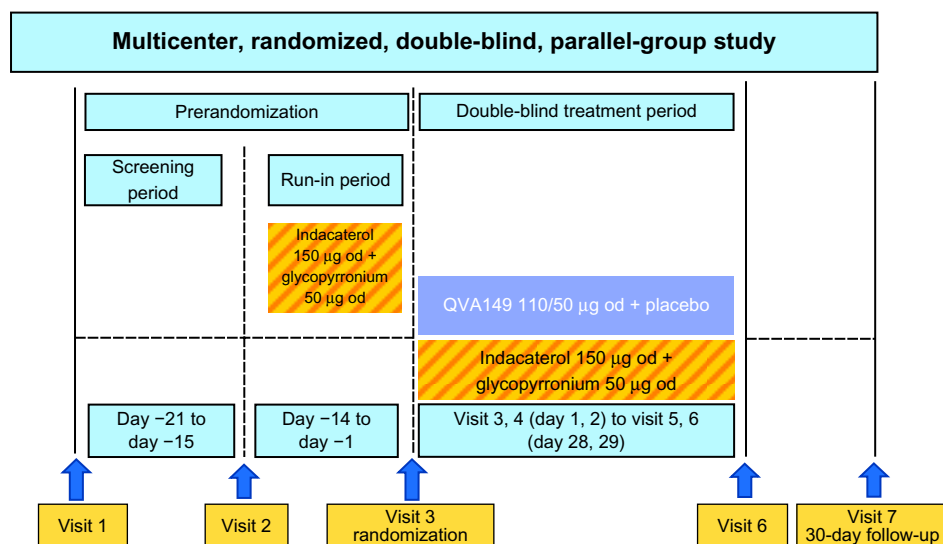 Multicenter, randomized, double-blind, parallel-group study
Prerandomization
Double-blind treatment period
Screening
period
Run-in period
Indacaterol
150 μg od +
glycopyrronium
50 μg od
QVA149 110/50 μg od + placebo
Indacaterol 150 μg od +
glycopyrronium 50 μg od
Day −21 to
day −15
Day −14 to
day −1
Visit 3, 4 (day 1, 2) to visit 5, 6
(day 28, 29)
Visit 1
Visit 2
Visit 3
randomization
Visit 6
Visit 7
30-day follow-up